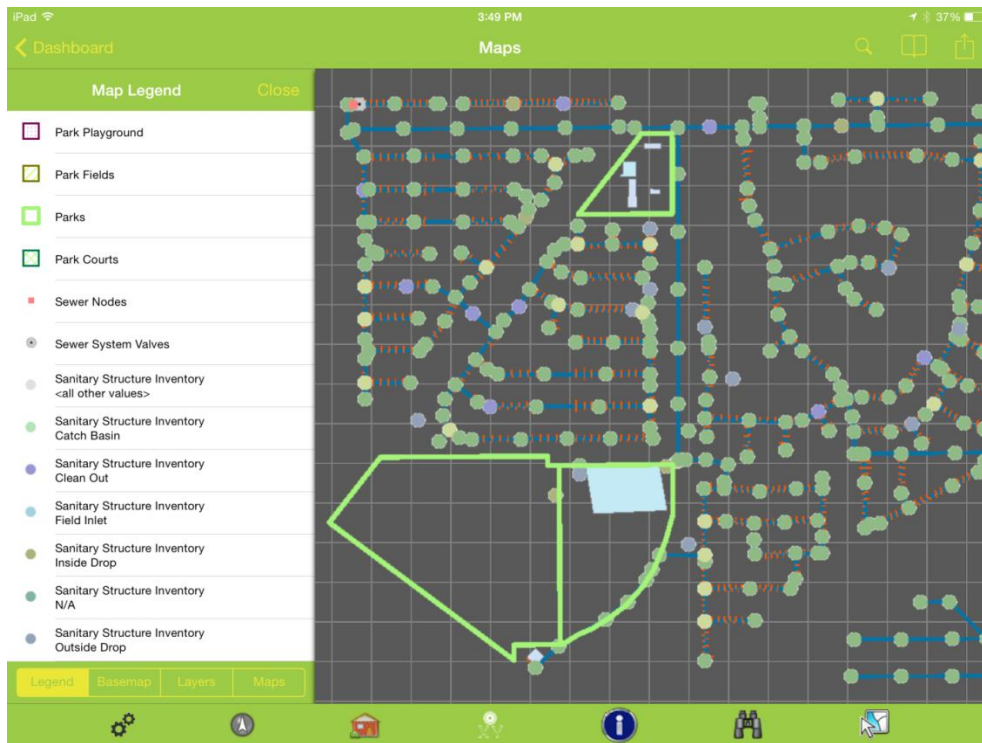 iPad
3:49 PM
37%
Dashboard
Maps
Map Legend
Close
Park Playground
Park Fields
Parks
Park Courts
Sewer Nodes
Sewer System Valves
Sanitary Structure Inventory
<all other values>
Sanitary Structure Inventory
Catch Basin
Sanitary Structure Inventory
Clean Out
Sanitary Structure Inventory
Field Inlet
Sanitary Structure Inventory
Inside Drop
Sanitary Structure Inventory
N/A
Sanitary Structure Inventory
Outside Drop
Legend
Basemap
Layers
Maps